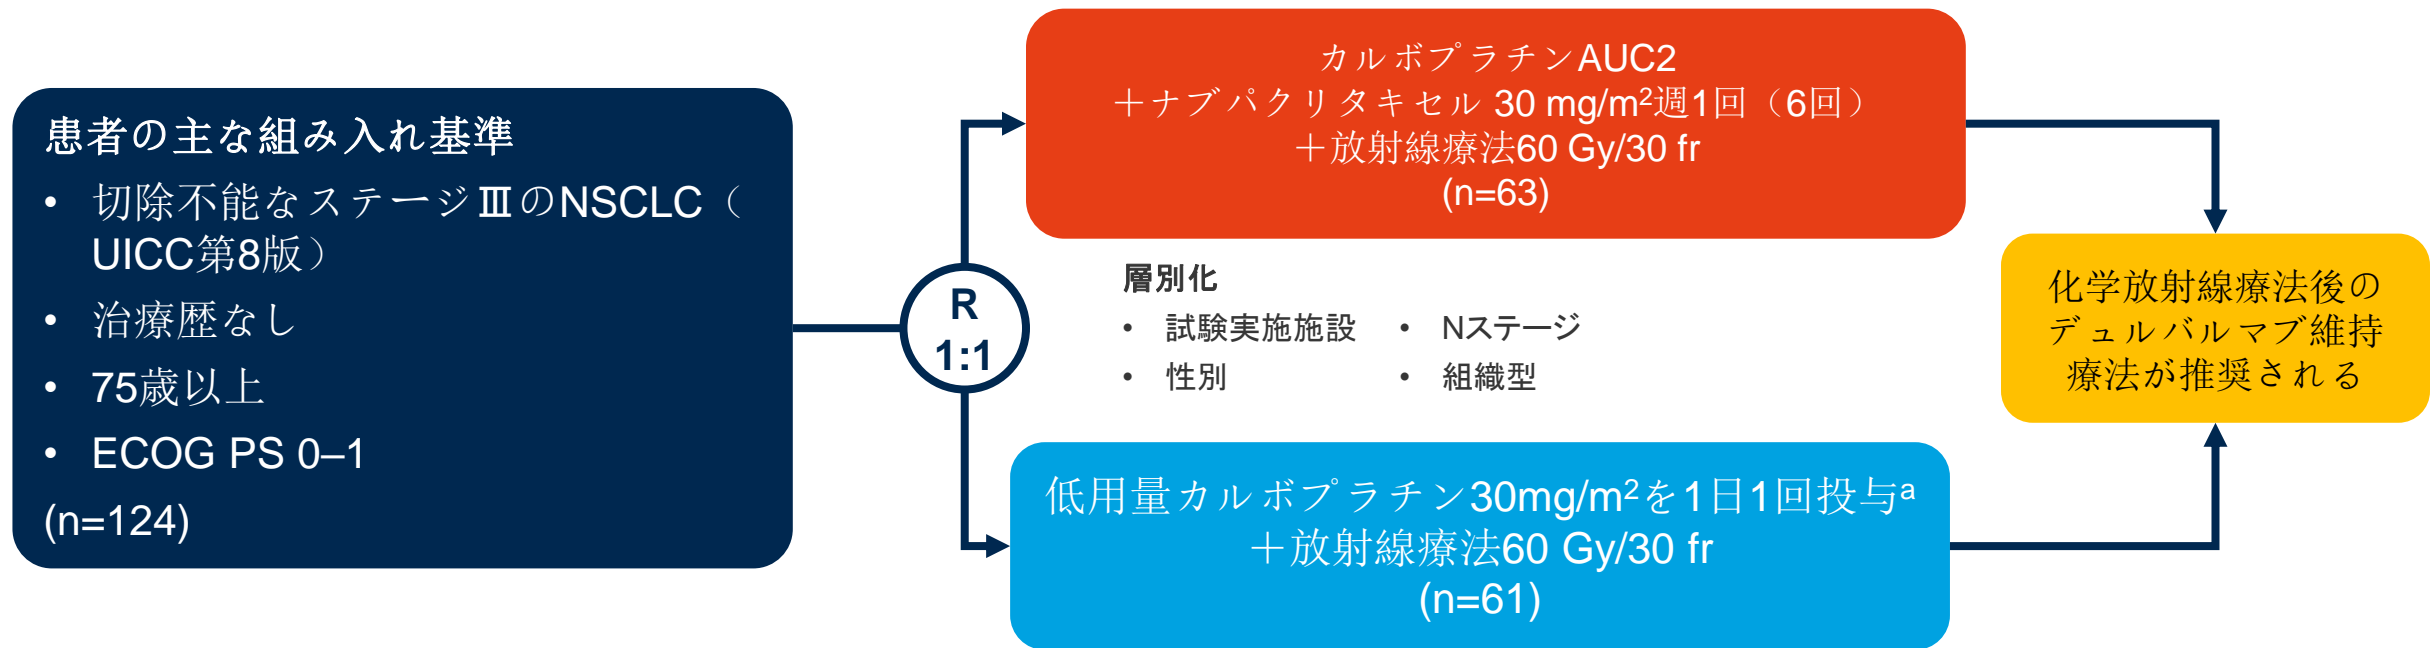 患者の主な組み入れ基準
• 切除不能なステージⅢのNSCLC（
UICC第8版）
• 治療歴なし
• 75歳以上
• ECOG PS 0–1
(n=124)
R
1:1
カルボプラチンAUC2
＋ナブパクリタキセル 30 mg/m²週1回（6回）
＋放射線療法60 Gy/30 fr
(n=63)
層別化
• 試験実施施設 • Nステージ
• 性別 • 組織型
低用量カルボプラチン30mg/m²を1日1回投与ᵃ
＋放射線療法60 Gy/30 fr
(n=61)
化学放射線療法後の
デュルバルマブ維持
療法が推奨される